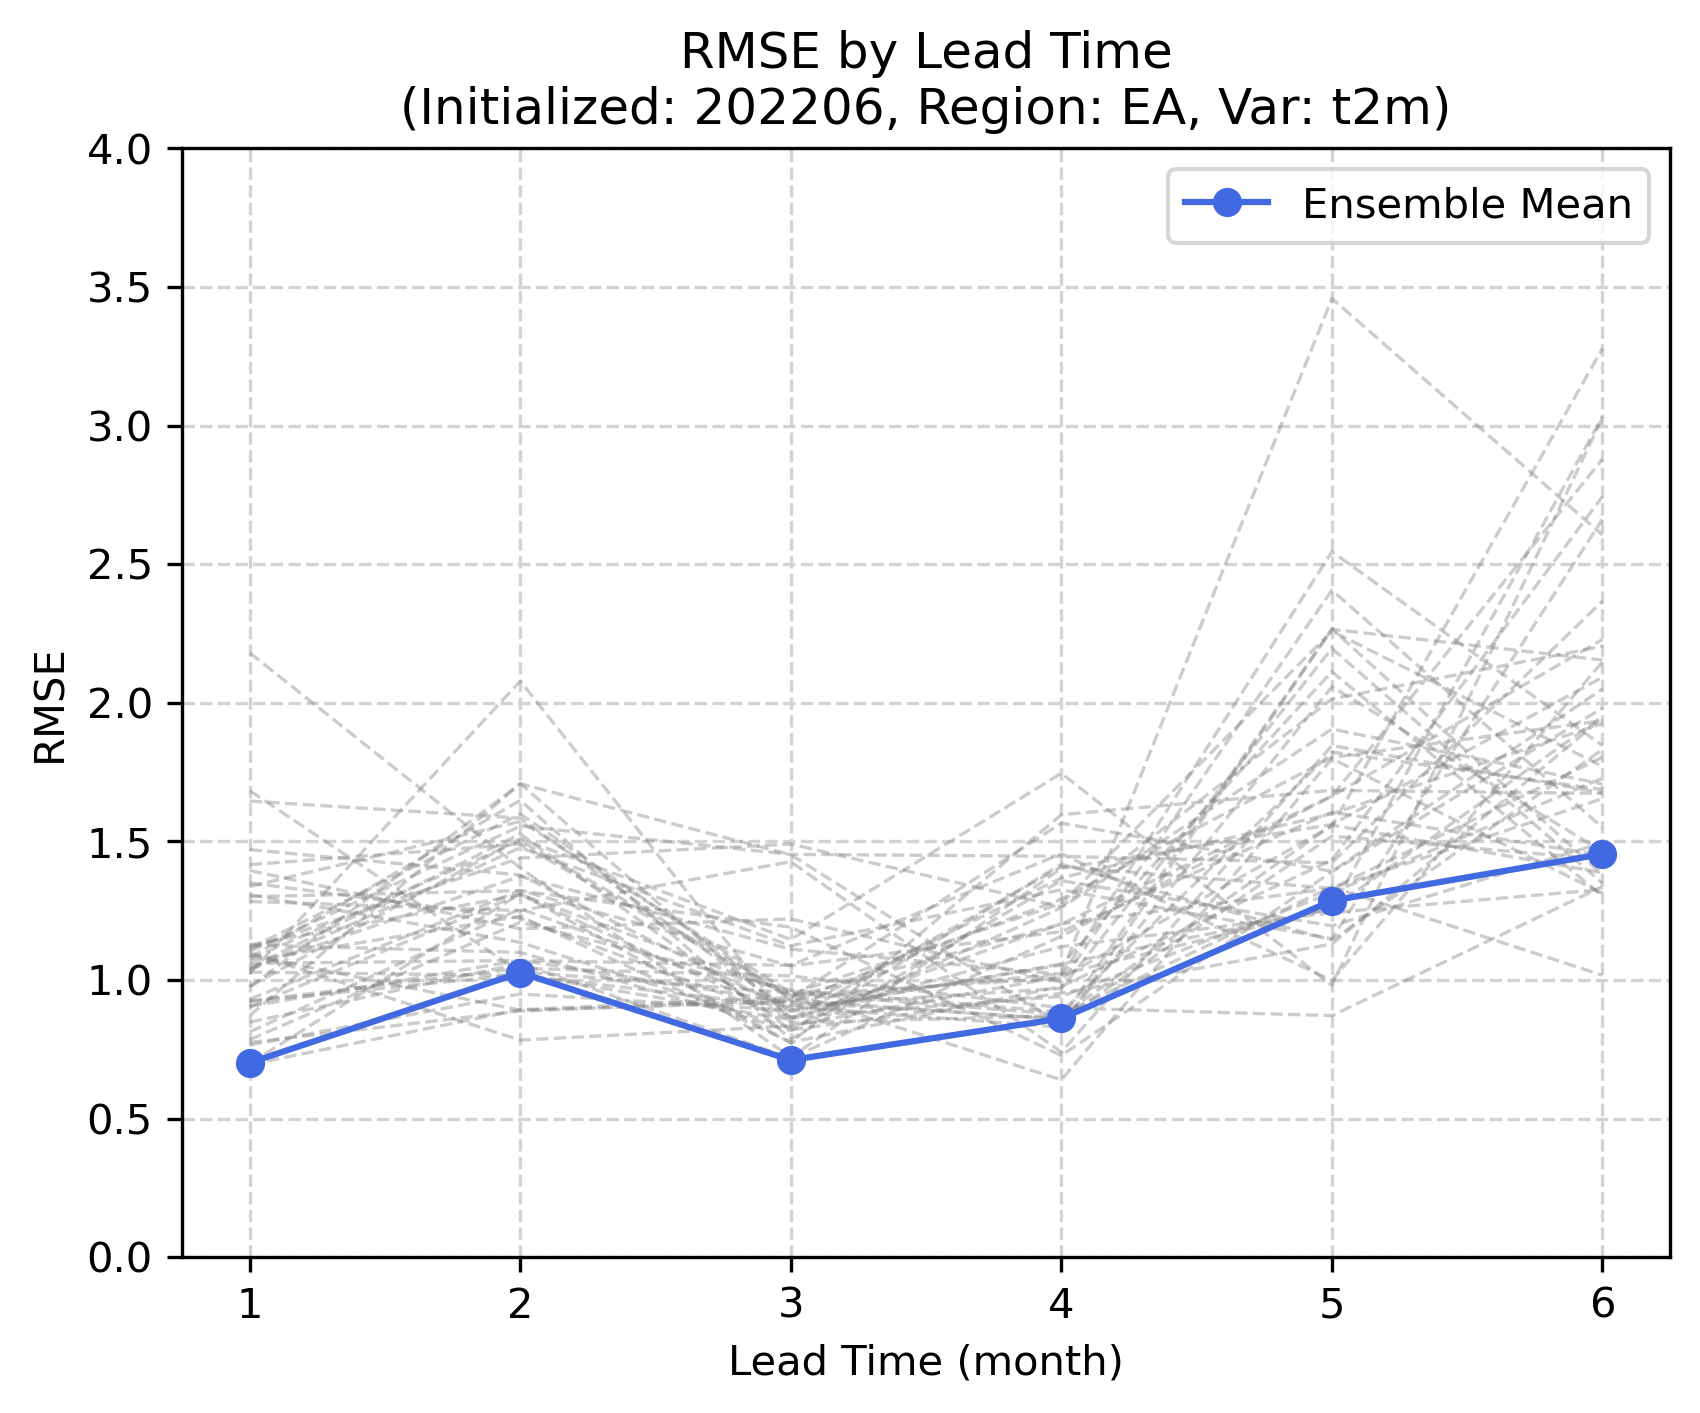 RMSE by Lead Time
(Initialized: 202206, Region: EA, Var: t2m)
4.0
Ensemble Mean
3.5
3.0
2.5
2.0
RMSE
1.5
1.0
0.5
0.0
1 2 3 4 5 6
Lead Time (month)